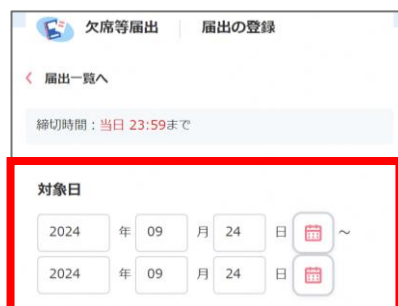 欠席等届出 届出の登録
届出一覧へ
締切時間：当日 23:59まで
対象日
2024 年 09 月 24 日 ～
2024 年 09 月 24 日